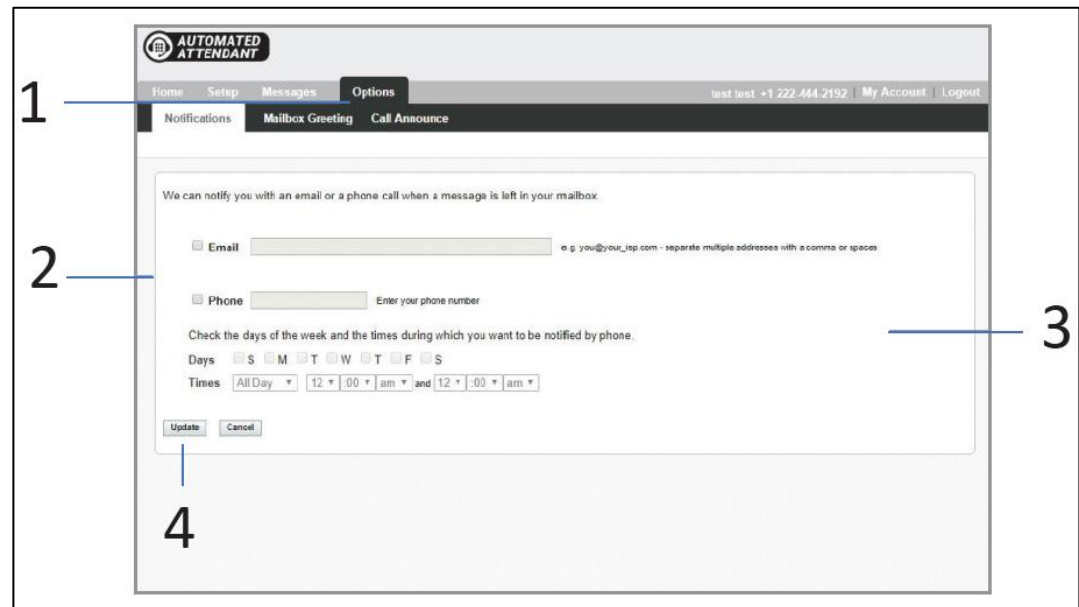 AUTOMATED
ATTENDANT
1
Home Setup Messages Options test test +1 222-444-2192 | My Account | Logout
Notifications Mailbox Greeting Call Announce
We can notify you with an email or a phone call when a message is left in your mailbox.
2
Email e.g. you@your_isp.com - separate multiple addresses with a comma or spaces
Phone Enter your phone number
Check the days of the week and the times during which you want to be notified by phone.
3
Days S M T W T F S
Times All Day 12 :00 am and 12 :00 am
Update Cancel
4